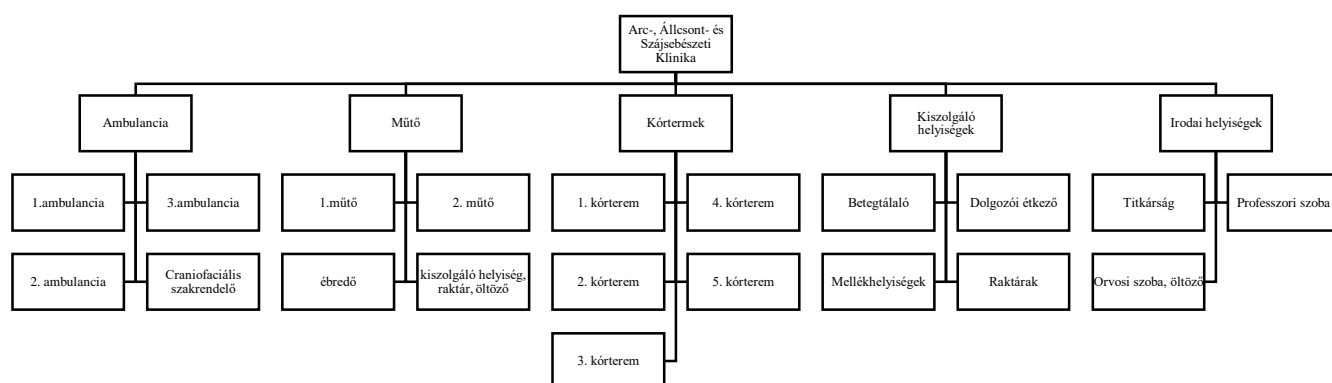 Arc-, Állcsont- és
Szájsebészeti
Klinika
Ambulancia
Műtő
Kórtermek
Kiszolgáló
helyiségek
Irodai helyiségek
1.ambulancia
3.ambulancia
1.műtő
2. műtő
1. kórterem
4. kórterem
Betegtálaló
Dolgozói étkező
Titkárság
Professzori szoba
2. ambulancia
Craniofaciális
szakrendelő
ébredő
kiszolgáló helyiség,
raktár, öltöző
2. kórterem
5. kórterem
Mellékhelyiségek
Raktárak
Orvosi szoba, öltöző
3. kórterem